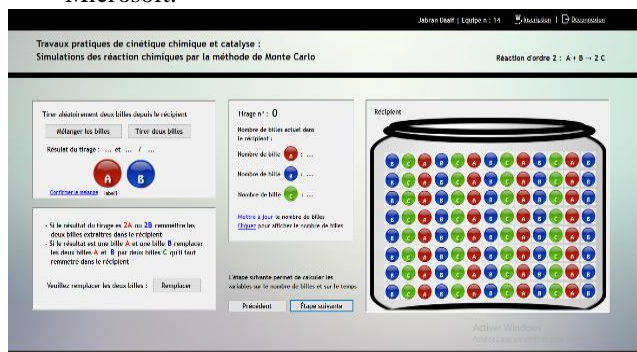 Microsoft.
Jabran Daaif | Equipe n : 14 Inscription | Déconnexion
Travaux pratiques de cinétique chimique et catalyse :
Simulations des réaction chimiques par la méthode de Monte Carlo
Réaction d'ordre 2 : A + B → 2 C
Tirer aléatoirement deux billes depuis le récipient
Mélanger les billes Tirer deux billes
Résulat du tirage : ... et ... / ...
A B
Confirmer le mélange label1
- Si le résultat du tirage es 2A ou 2B remmettre les
deux billes extraitres dans le récipient
- Si le résultat est une bille A et une bille B remplacer
les deux billes A et B par deux billes C qu'il faut
remmetre dans le récipient
Veuillez remplacer les deux billes : Remplacer
Tirage n° : 0
Nombre de billes actuel dans
le récipient :
Nombre de bille A : ...
Nombre de bille B : ...
Nombre de bille C : ...
Mettre à jour le nombre de billes
Cliquez pour afficher le nombre de billes
L'étape suivante permet de calculer les
variables sur le nombre de billes et sur le temps
Précédent Étape suivante
Récipient
B C A B C A B C A B C A B
B C A B C A B C A B C A B
B C A B C A B C A B C A B
B C A B C A B C A B C A B
B C A B C A B C A B C A B
B C A B C A B C A B C A B
B C A B C A B C A B C A B
B C A B C A B C A B C A B
Activer Windows